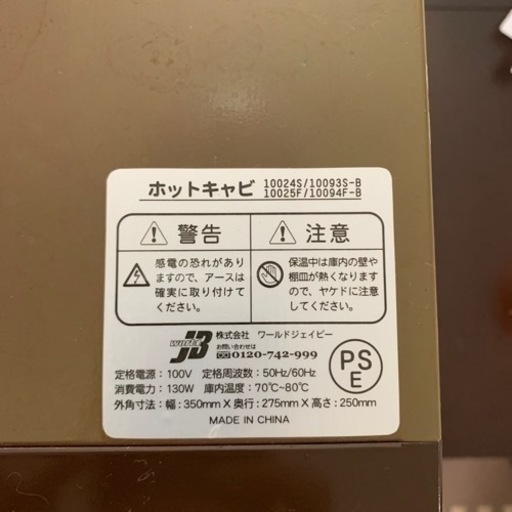 ホットキャビ 10024S/10093S-B
10025F/10094F-B
警告
感電の恐れがあり
ますので、アースは
確実に取り付けて
ください。
注意
保温中は庫内の壁や
棚皿が熱くなります
ので、ヤケドに注意
してください。
World JB
株式会社 ワールドジェイビー
お問い合わせは
0120-742-999
PS
E
定格電源：100V 定格周波数：50Hz/60Hz
消費電力：130W 庫内温度：70℃~80℃
外角寸法：幅：350mm X 奥行：275mm X 高さ：250mm
MADE IN CHINA